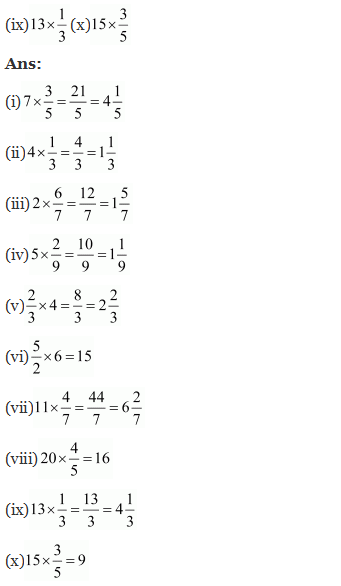 (ix)13×1/3 (x)15×3/5
Ans:
(i)7×3/5=21/5=4 1/5
(ii)4×1/3=4/3=1 1/3
(iii)2×6/7=12/7=1 5/7
(iv)5×2/9=10/9=1 1/9
(v)2/3×4=8/3=2 2/3
(vi)5/2×6=15
(vii)11×4/7=44/7=6 2/7
(viii)20×4/5=16
(ix)13×1/3=13/3=4 1/3
(x)15×3/5=9